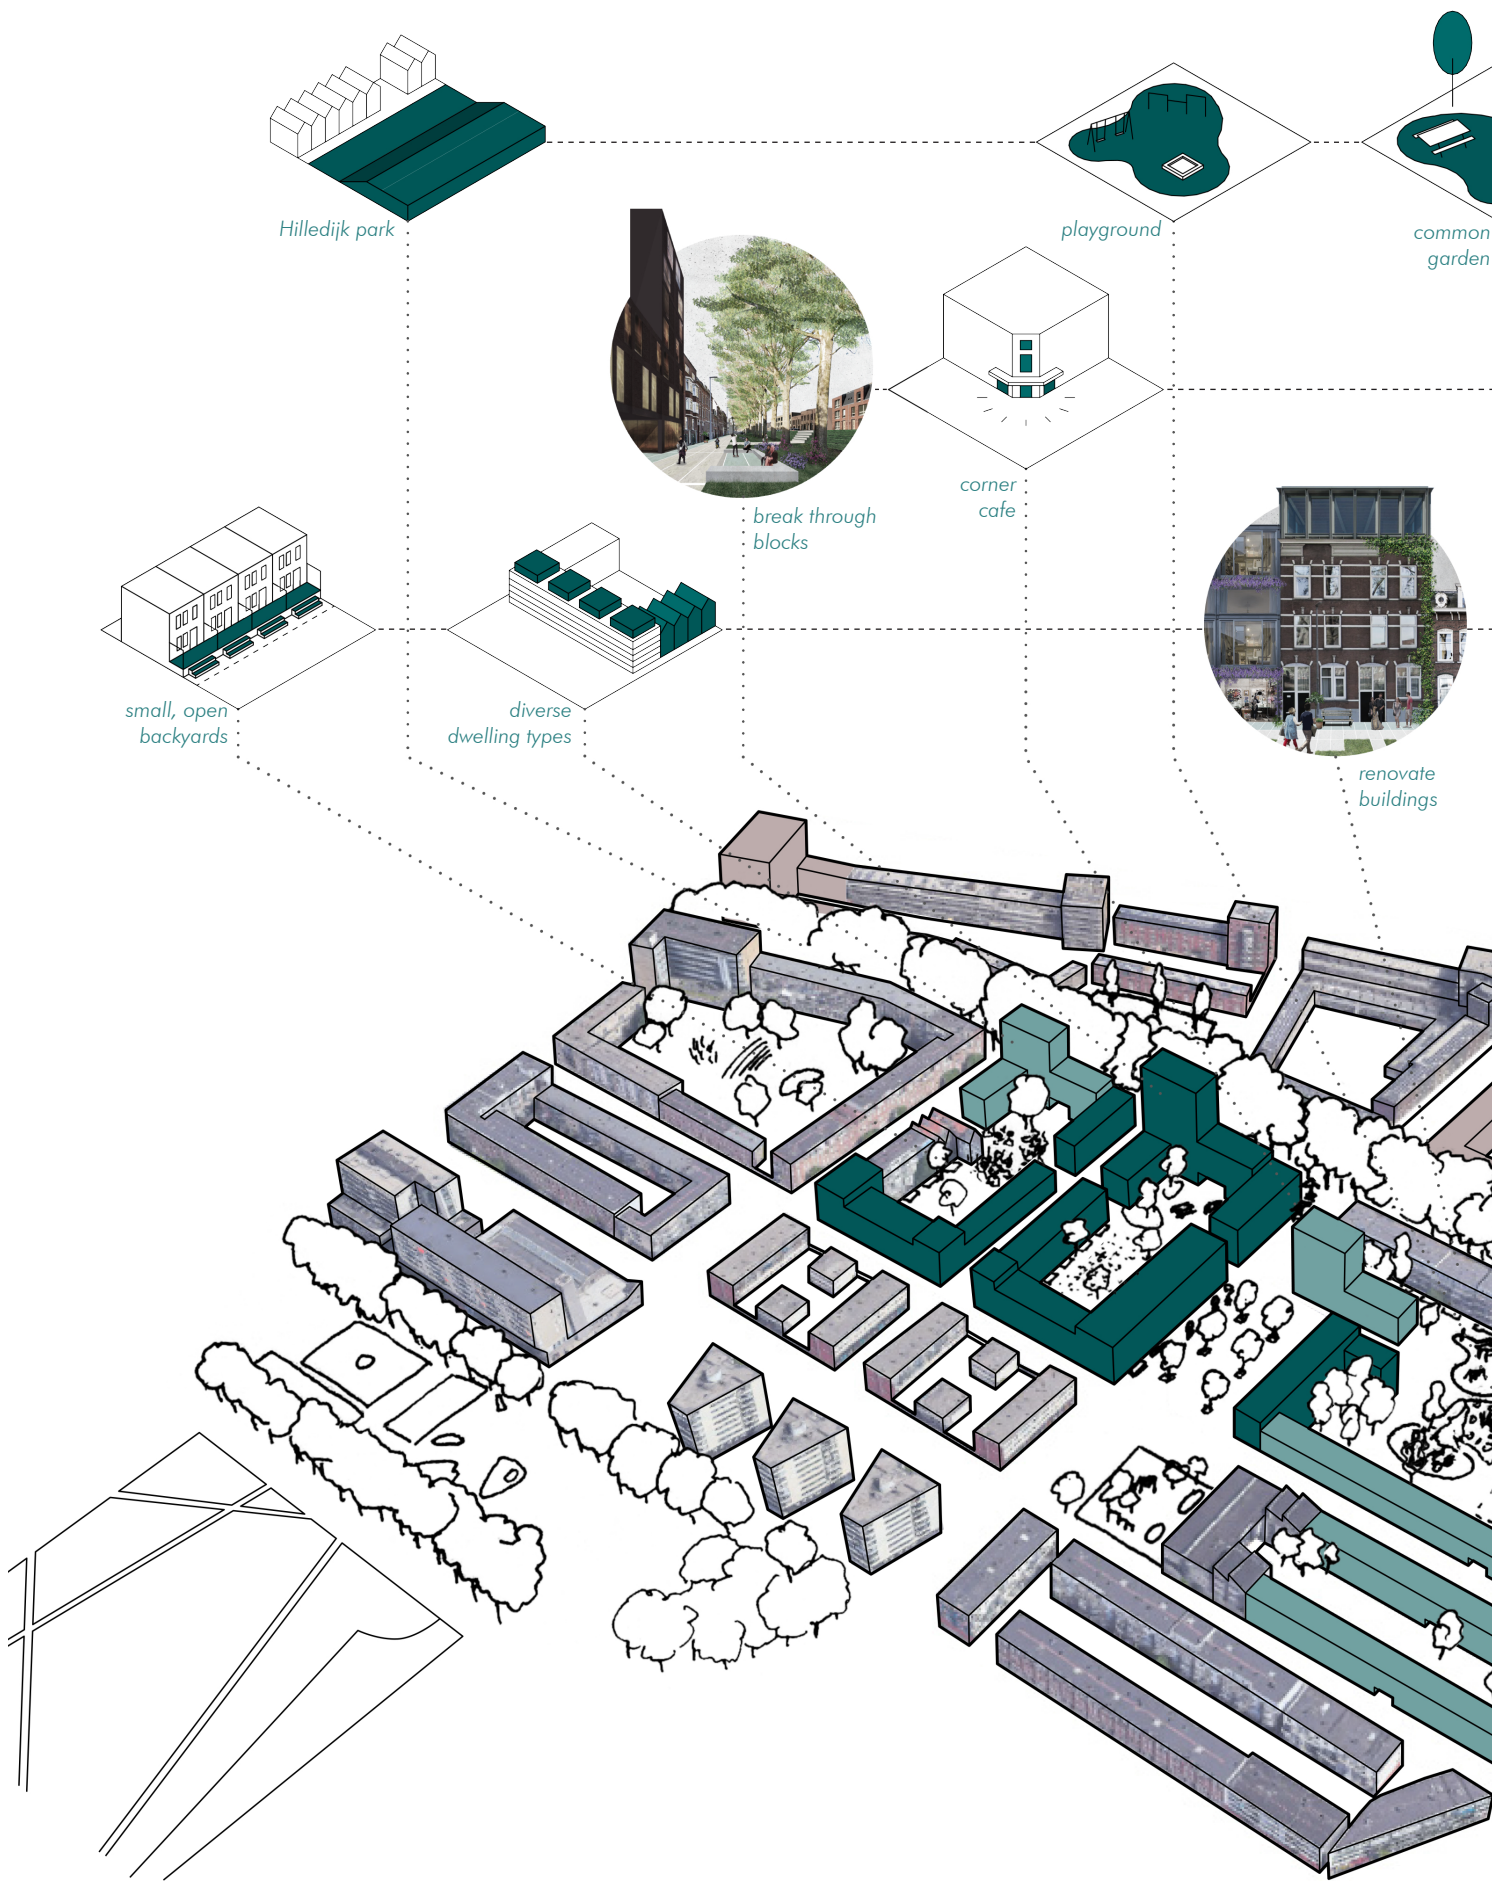 Hilledijk park
playground
common
garden
corner
cafe
break through
blocks
small, open
backyards
diverse
dwelling types
renovate
buildings